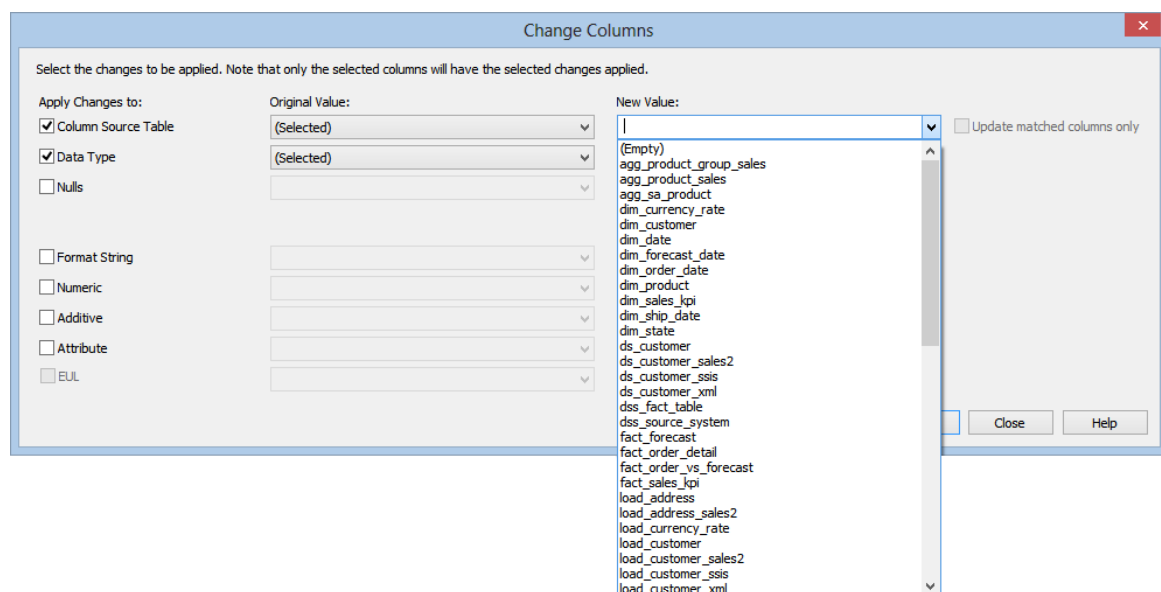 Change Columns
Select the changes to be applied. Note that only the selected columns will have the selected changes applied.
Apply Changes to: Original Value: New Value:
Column Source Table (Selected) Update matched columns only
Data Type (Selected)
Nulls
Format String
Numeric
Additive
Attribute
EUL
(Empty)
agg_product_group_sales
agg_product_sales
agg_sa_product
dim_currency_rate
dim_customer
dim_date
dim_forecast_date
dim_order_date
dim_product
dim_sales_kpi
dim_ship_date
dim_state
ds_customer
ds_customer_sales2
ds_customer_ssis
ds_customer_xml
dss_fact_table
dss_source_system
fact_forecast
fact_order_detail
fact_order_vs_forecast
fact_sales_kpi
load_address
load_address_sales2
load_currency_rate
load_customer
load_customer_sales2
load_customer_ssis
load_customer_xml
Close Help